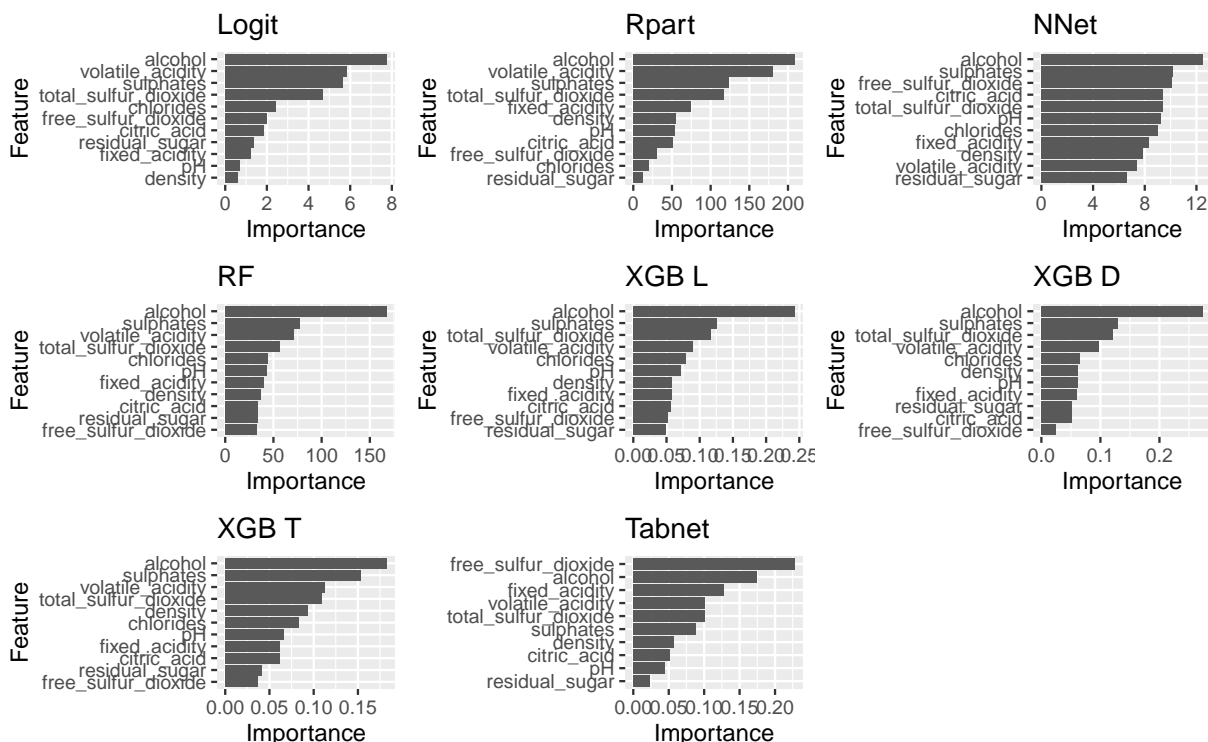 Logit
Feature
alcohol
volatile_acidity
sulphates
total_sulfur_dioxide
chlorides
free_sulfur_dioxide
citric_acid
residual_sugar
fixed_acidity
pH
density
0 2 4 6 8
Importance
Rpart
Feature
alcohol
volatile_acidity
sulphates
total_sulfur_dioxide
fixed_acidity
density
pH
citric_acid
free_sulfur_dioxide
chlorides
residual_sugar
0 50 100 150 200
Importance
NNet
Feature
alcohol
sulphates
free_sulfur_dioxide
citric_acid
total_sulfur_dioxide
pH
chlorides
fixed_acidity
density
volatile_acidity
residual_sugar
0 4 8 12
Importance
RF
Feature
alcohol
sulphates
volatile_acidity
total_sulfur_dioxide
chlorides
pH
fixed_acidity
density
citric_acid
residual_sugar
free_sulfur_dioxide
0 50 100 150
Importance
XGB L
Feature
alcohol
sulphates
total_sulfur_dioxide
volatile_acidity
chlorides
pH
density
fixed_acidity
citric_acid
free_sulfur_dioxide
residual_sugar
0.00 0.05 0.10 0.15 0.20 0.25
Importance
XGB D
Feature
alcohol
sulphates
total_sulfur_dioxide
volatile_acidity
chlorides
density
pH
fixed_acidity
residual_sugar
citric_acid
free_sulfur_dioxide
0.0 0.1 0.2
Importance
XGB T
Feature
alcohol
sulphates
volatile_acidity
total_sulfur_dioxide
density
chlorides
pH
fixed_acidity
citric_acid
residual_sugar
free_sulfur_dioxide
0.00 0.05 0.10 0.15
Importance
Tabnet
Feature
free_sulfur_dioxide
alcohol
fixed_acidity
volatile_acidity
total_sulfur_dioxide
sulphates
density
citric_acid
pH
residual_sugar
0.00 0.05 0.10 0.15 0.20
Importance